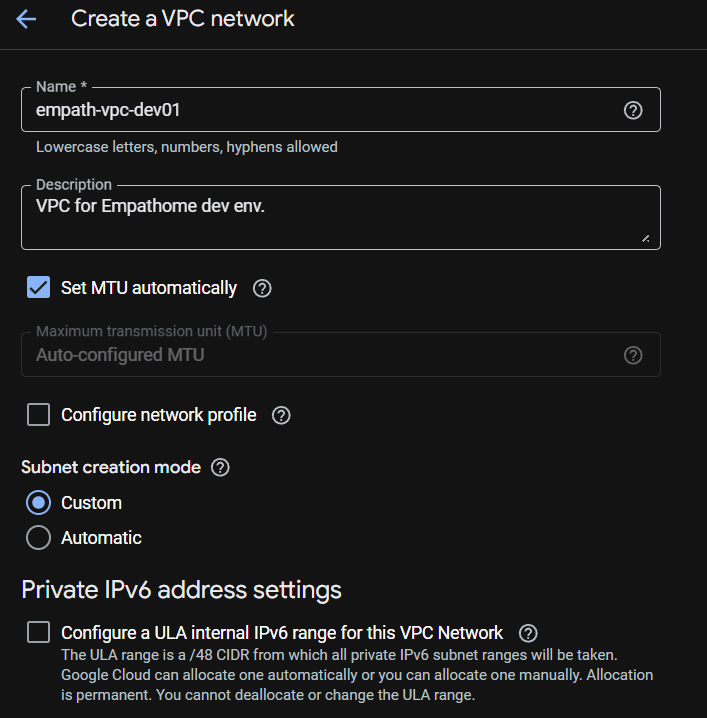 Create a VPC network
Name *
empath-vpc-dev01
Lowercase letters, numbers, hyphens allowed
Description
VPC for Empathome dev env.
Set MTU automatically
Maximum transmission unit (MTU)
Auto-configured MTU
Configure network profile
Subnet creation mode
Custom
Automatic
Private IPv6 address settings
Configure a ULA internal IPv6 range for this VPC Network
The ULA range is a /48 CIDR from which all private IPv6 subnet ranges will be taken.
Google Cloud can allocate one automatically or you can allocate one manually. Allocation
is permanent. You cannot deallocate or change the ULA range.